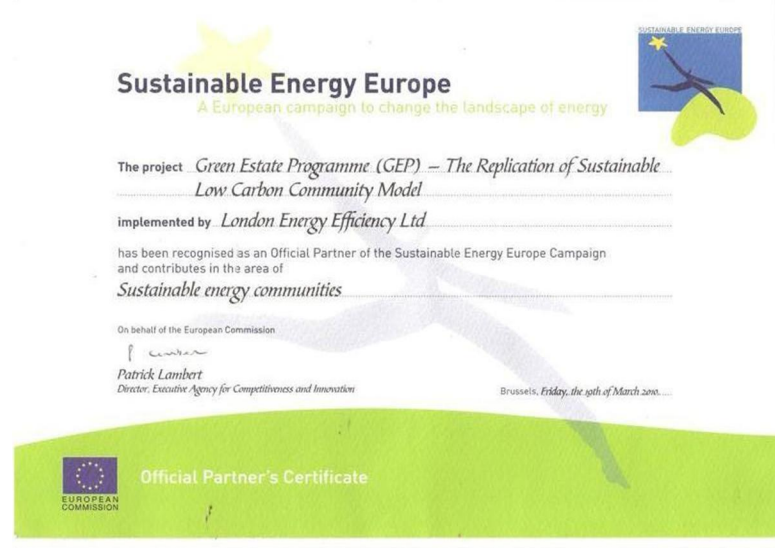 SUSTAINABLE ENERGY EUROPE
Sustainable Energy Europe
A European campaign to change the landscape of energy
The project Green Estate Programme (GEP) – The Replication of Sustainable
Low Carbon Community Model
implemented by London Energy Efficiency Ltd
has been recognised as an Official Partner of the Sustainable Energy Europe Campaign
and contributes in the area of
Sustainable energy communities
On behalf of the European Commission
Patrick Lambert
Director, Executive Agency for Competitiveness and Innovation
Brussels, Friday, the 19th of March 2010.
Official Partner's Certificate
EUROPEAN
COMMISSION